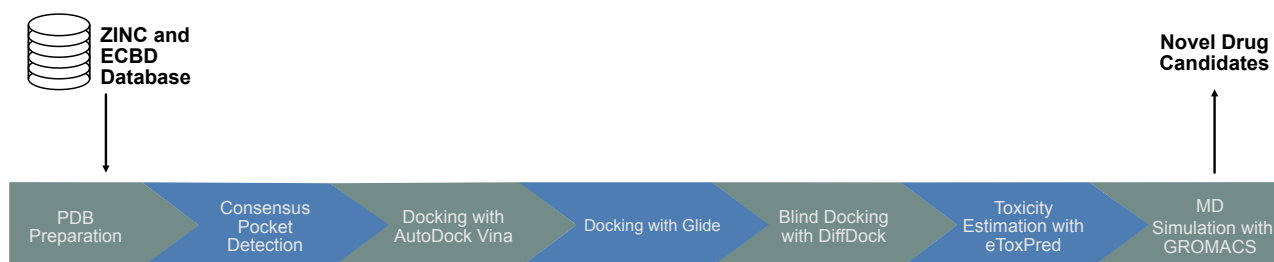 ZINC and
ECBD
Database
Novel Drug
Candidates
PDB
Preparation
Consensus
Pocket
Detection
Docking with
AutoDock Vina
Docking with Glide
Blind Docking
with DiffDock
Toxicity
Estimation with
eToxPred
MD
Simulation with
GROMACS